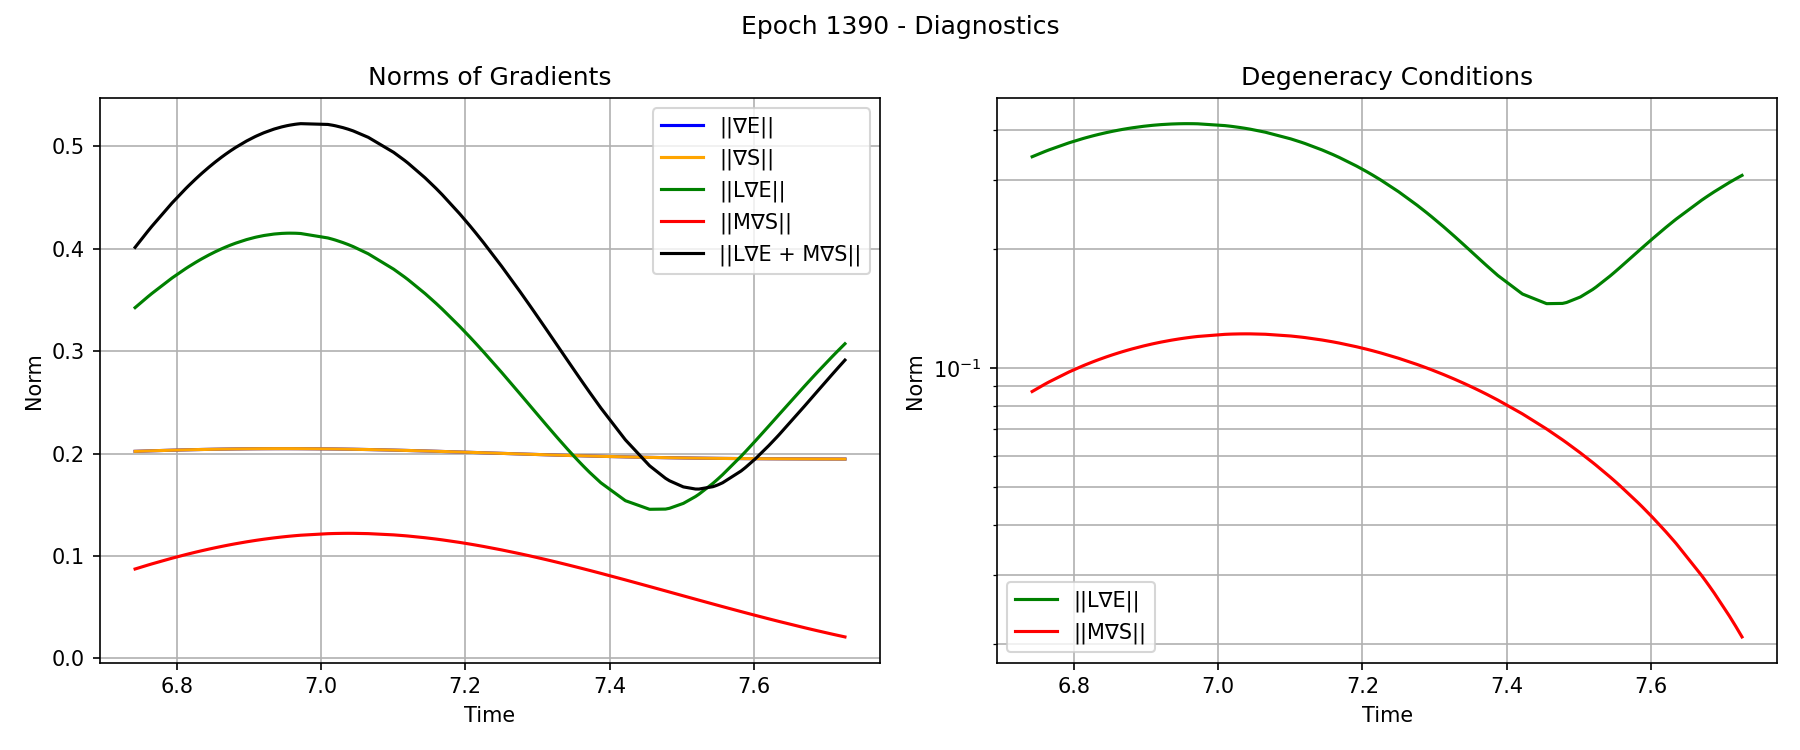 Epoch 1390 - Diagnostics
Norms of Gradients
Norm
0.5
0.4
0.3
0.2
0.1
0.0
||∇E||
||∇S||
||L∇E||
||M∇S||
||L∇E + M∇S||
6.8 7.0 7.2 7.4 7.6
Time
Degeneracy Conditions
Norm
10⁻¹
||L∇E||
||M∇S||
6.8 7.0 7.2 7.4 7.6
Time